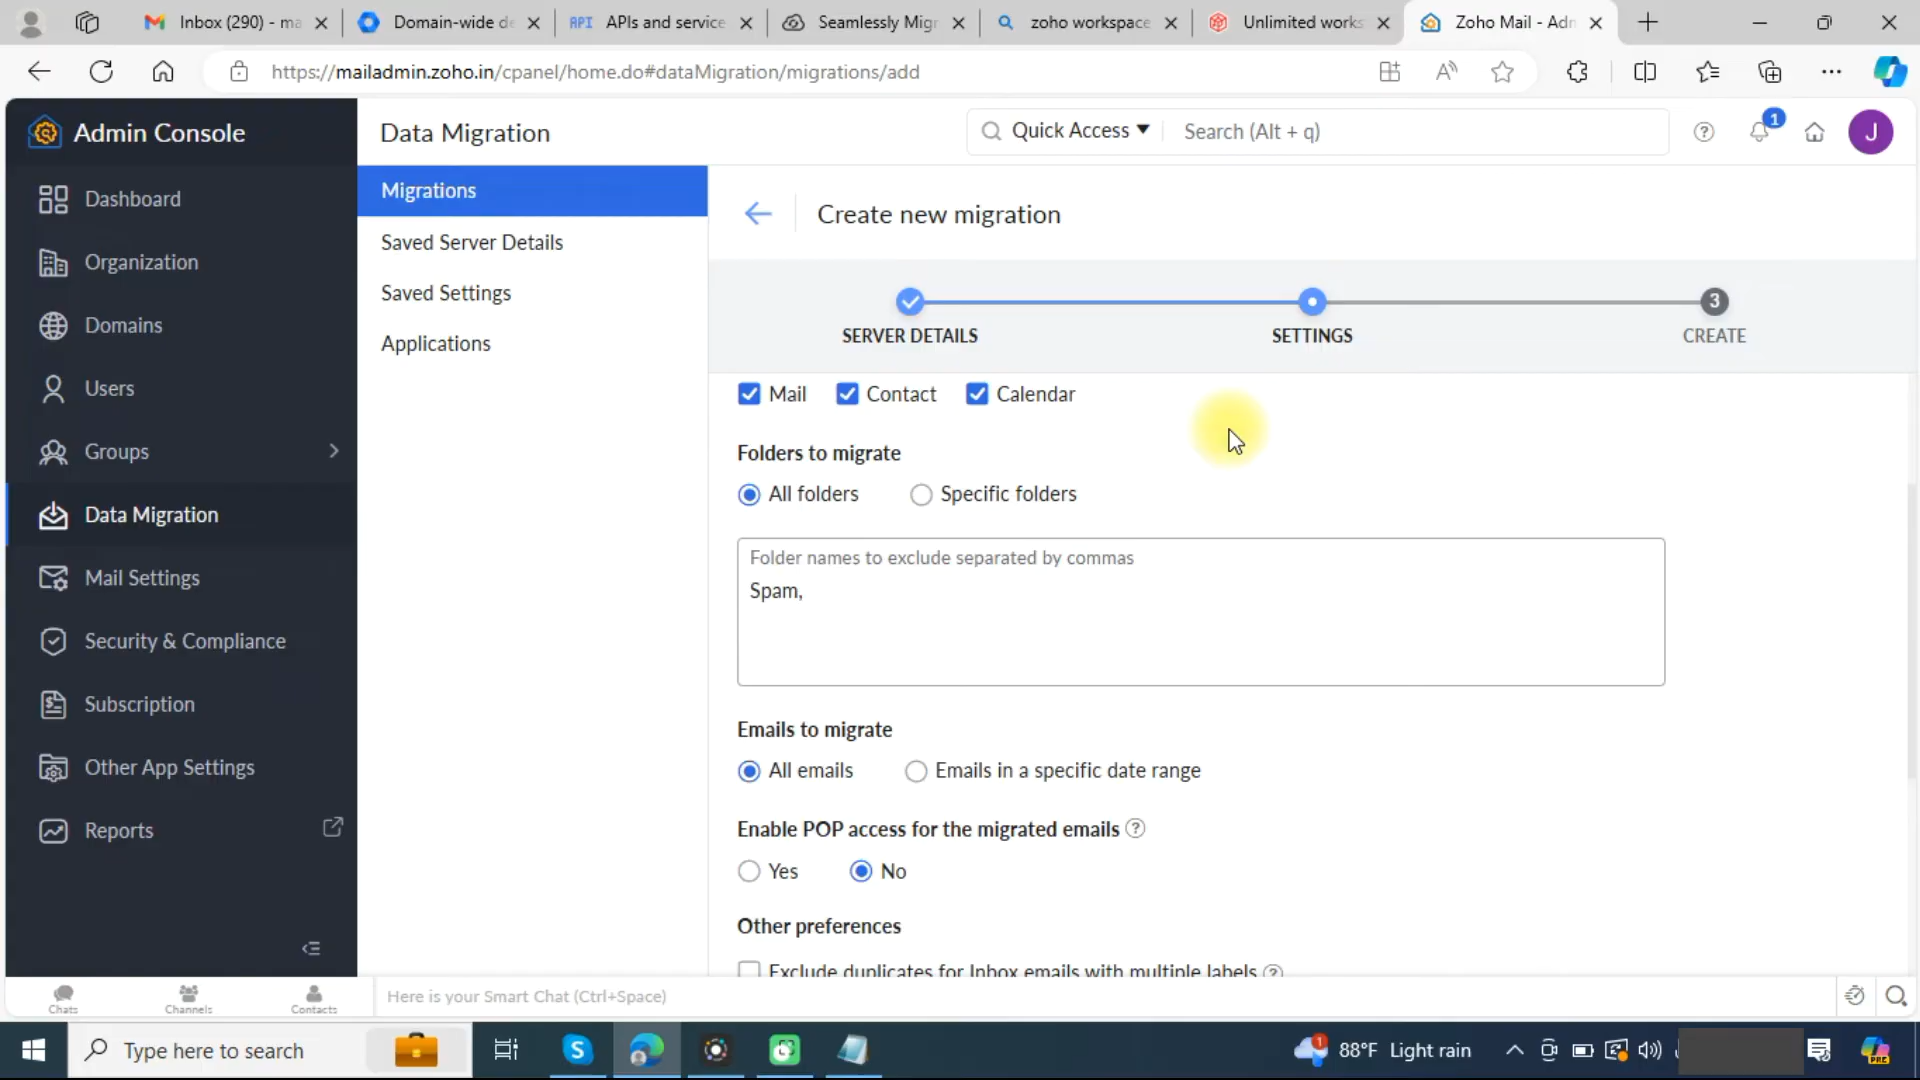 Inbox (290) - ma
Domain-wide de
API APIs and service
Seamlessly Migr
zoho workspace
Unlimited works
Zoho Mail - Adn
https://mailadmin.zoho.in/cpanel/home.do#dataMigration/migrations/add
Admin Console
Data Migration
Quick Access
Search (Alt + q)
1
J
Dashboard
Organization
Domains
Users
Groups
Data Migration
Mail Settings
Security & Compliance
Subscription
Other App Settings
Reports
Migrations
Saved Server Details
Saved Settings
Applications
Create new migration
3
SERVER DETAILS
SETTINGS
CREATE
Mail
Contact
Calendar
Folders to migrate
All folders
Specific folders
Folder names to exclude separated by commas
Spam,
Emails to migrate
All emails
Emails in a specific date range
Enable POP access for the migrated emails ?
Yes
No
Other preferences
Exclude duplicates for Inbox emails with multiple labels ?
Chats
Channels
Contacts
Here is your Smart Chat (Ctrl+Space)
Type here to search
88°F Light rain